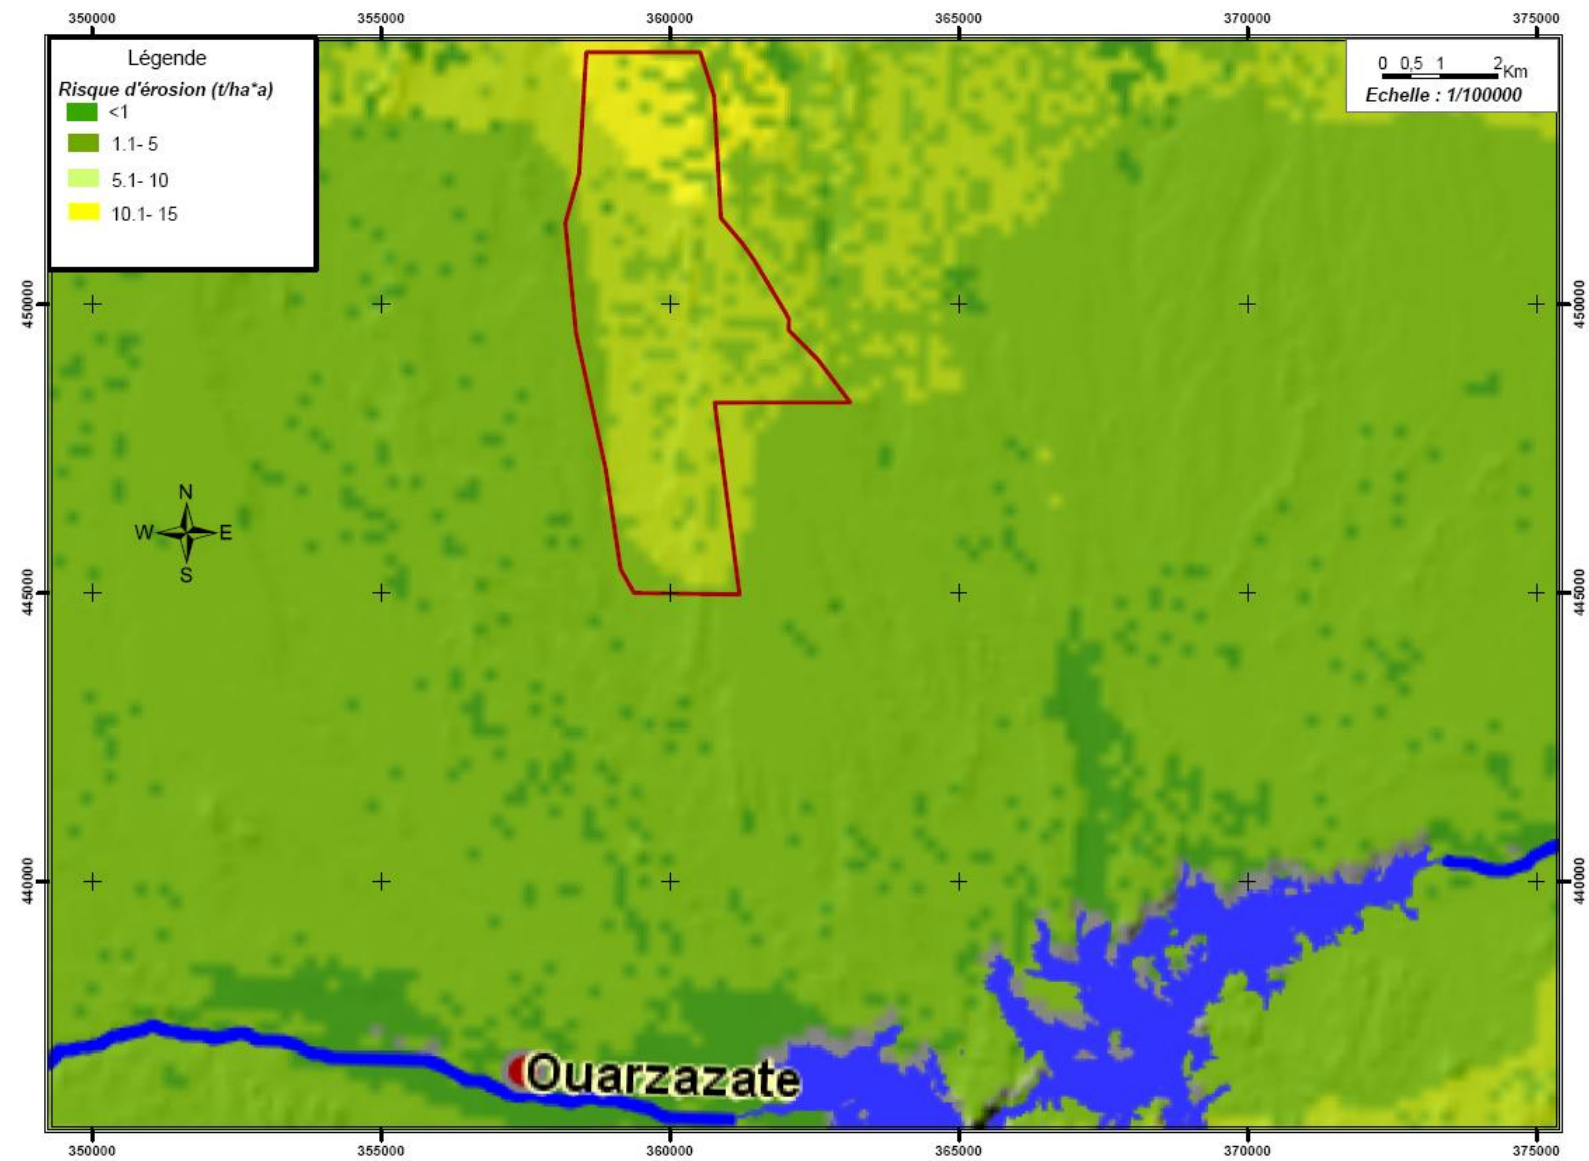 350000 355000 360000 365000 370000 375000
Légende
Risque d'érosion (t/ha*a)
<1
1.1- 5
5.1- 10
10.1- 15
0 0,5 1 2 Km
Echelle : 1/100000
450000 450000
N
W E
S
445000 445000
440000 440000
Ouarzazate
350000 355000 360000 365000 370000 375000